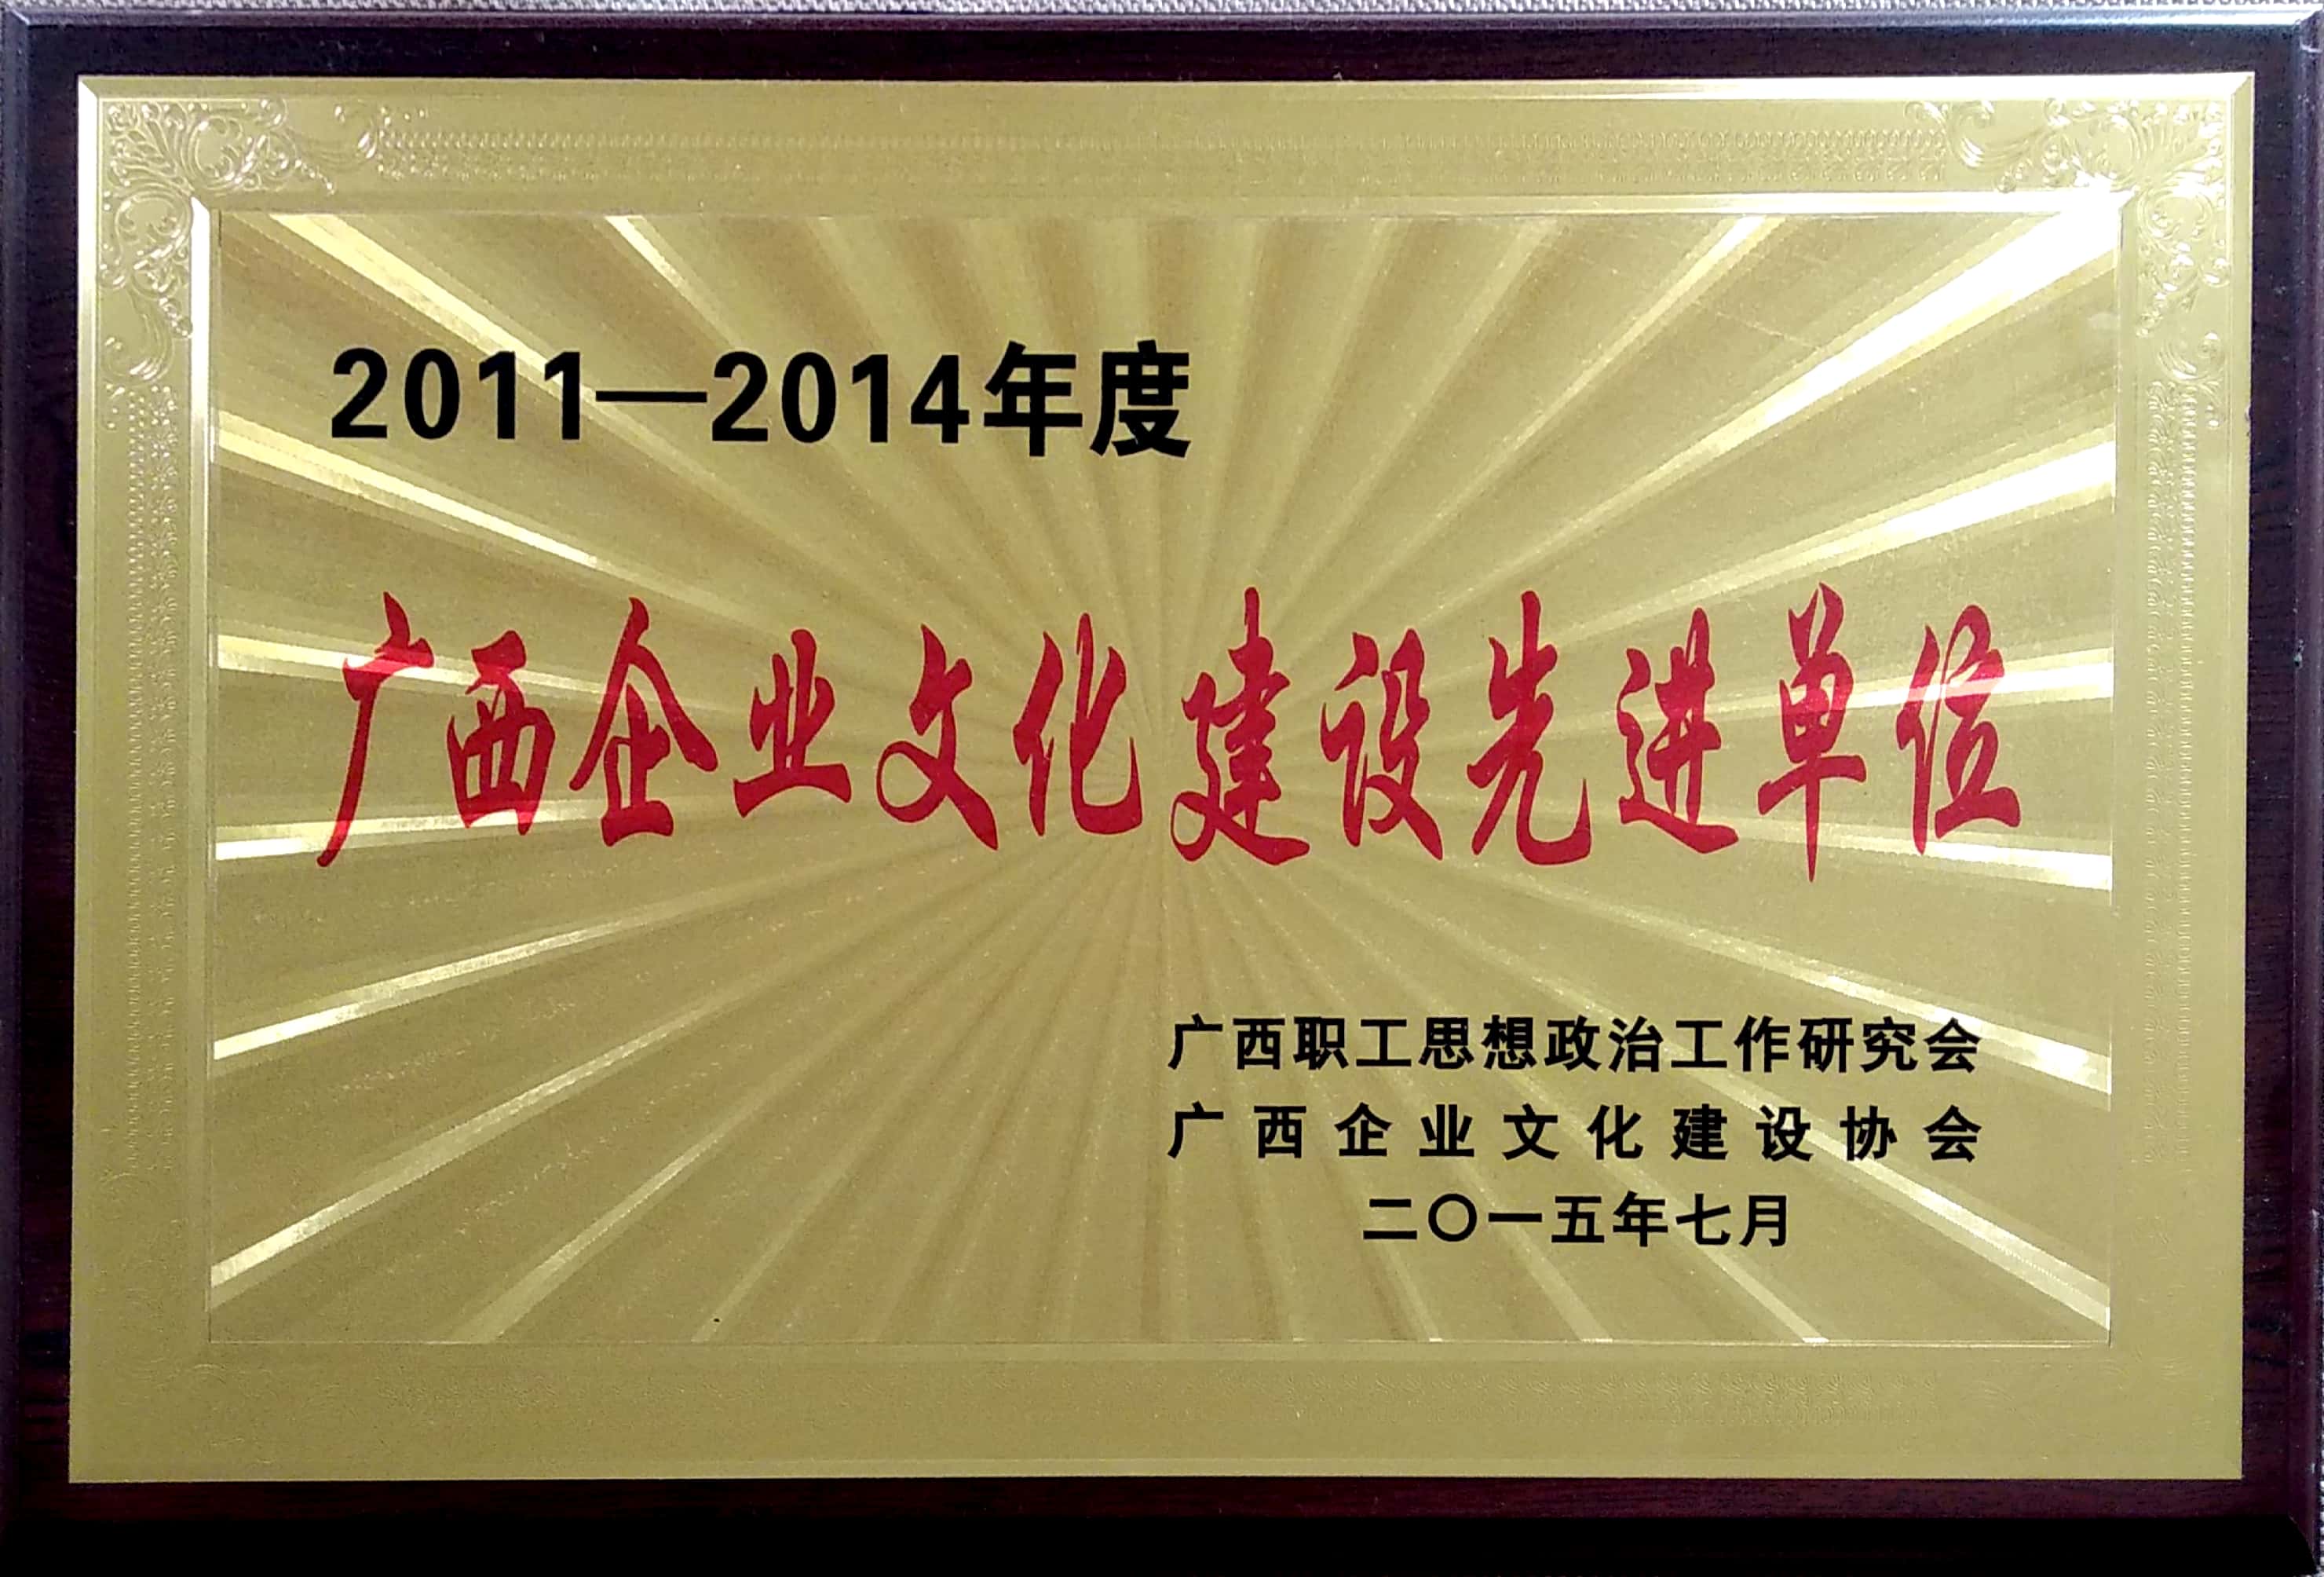 2011—2014年度
广西企业文化建设先进单位
广西职工思想政治工作研究会
广西企业文化建设协会
二〇一五年七月